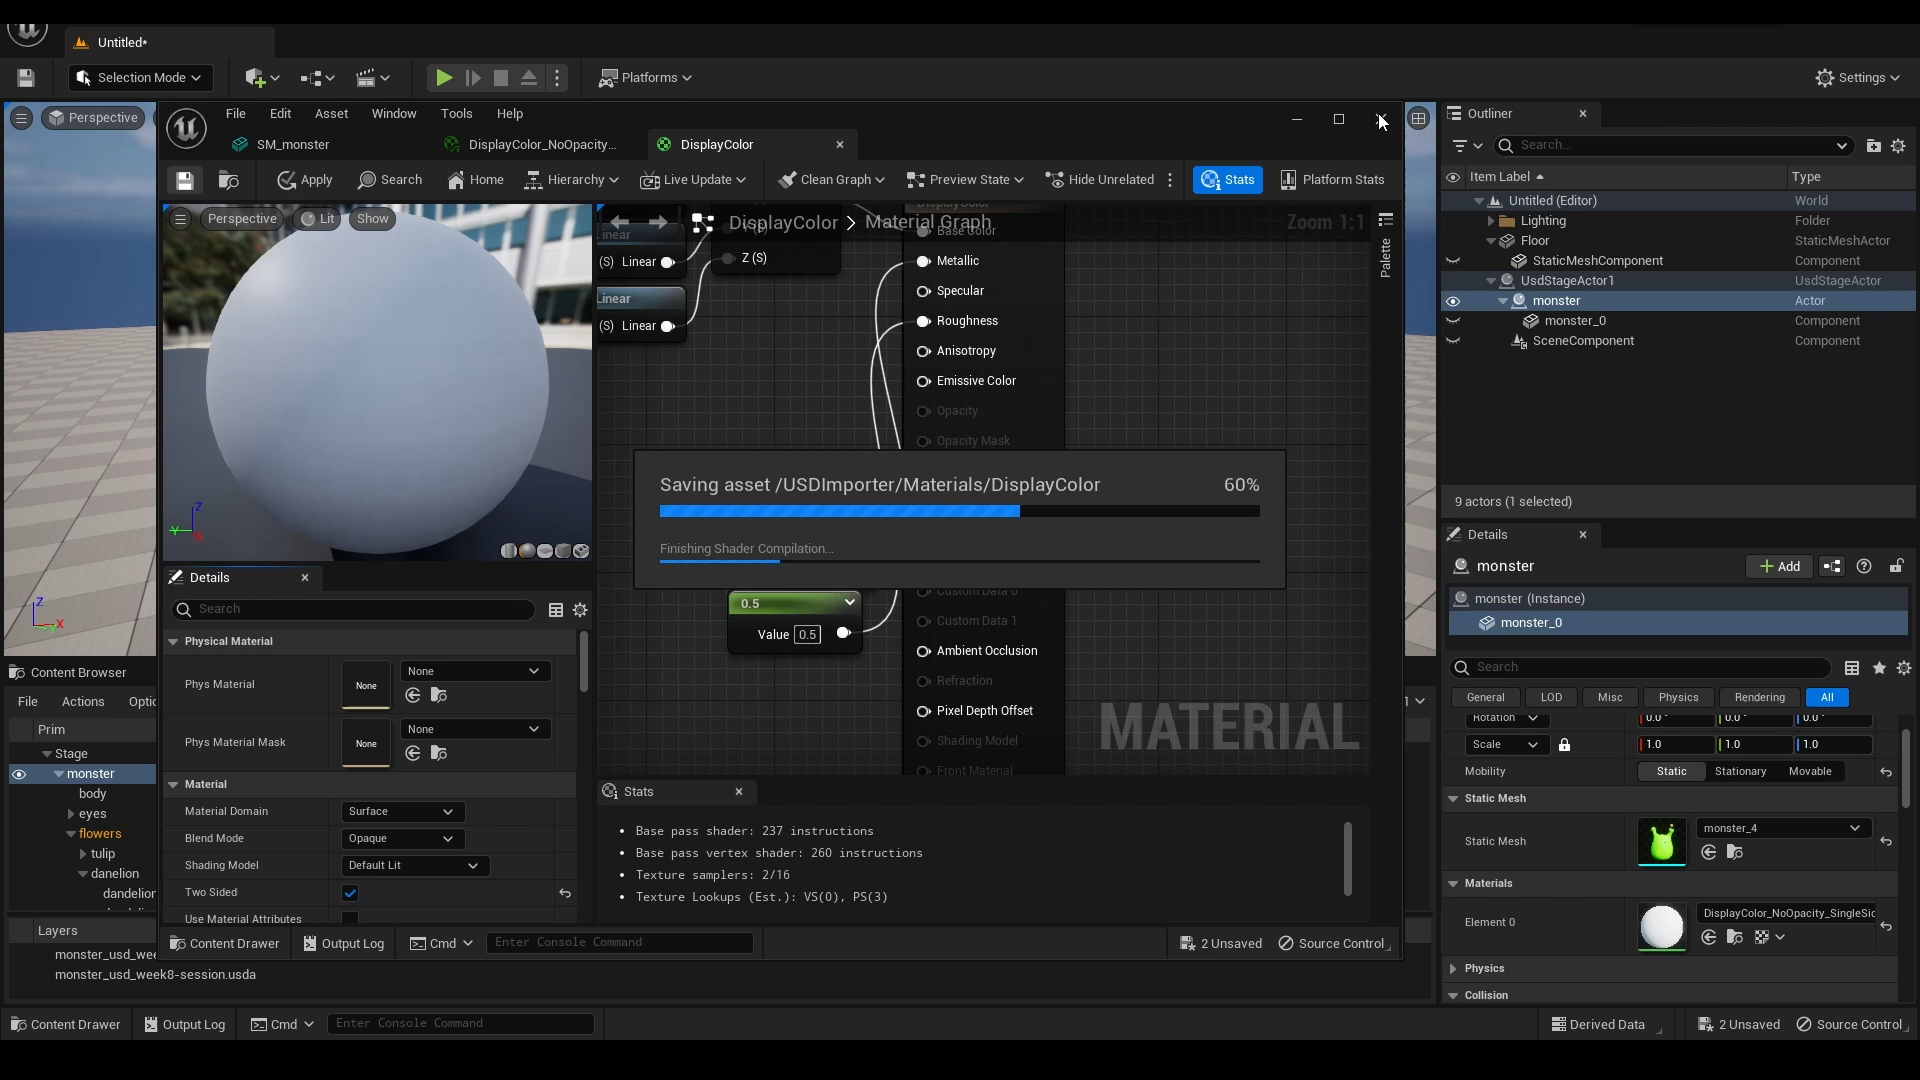 Untitled*
Selection Mode
Platforms
Settings
Perspective
File Edit Asset Window Tools Help
SM_monster
DisplayColor_NoOpacity...
DisplayColor
Apply
Search
Home
Hierarchy
Live Update
Clean Graph
Preview State
Hide Unrelated
Stats
Platform Stats
Perspective
Lit
Show
DisplayColor > Material Graph
Zoom 1:1
Palette
Linear
(S) Linear
Z (S)
Linear
(S) Linear
Base Color
Metallic
Specular
Roughness
Anisotropy
Emissive Color
Opacity
Opacity Mask
Saving asset /USDImporter/Materials/DisplayColor 60%
Finishing Shader Compilation...
Custom Data 0
0.5
Value 0.5
Custom Data 1
Ambient Occlusion
Refraction
Pixel Depth Offset
Shading Model
Front Material
MATERIAL
Z
Y
X
Details
Search
Physical Material
Phys Material
None
None
Phys Material Mask
None
None
Material
Material Domain Surface
Blend Mode Opaque
Shading Model Default Lit
Two Sided
Use Material Attributes
Stats
Base pass shader: 237 instructions
Base pass vertex shader: 260 instructions
Texture samplers: 2/16
Texture Lookups (Est.): VS(0), PS(3)
Content Drawer
Output Log
Cmd
Enter Console Command
2 Unsaved
Source Control
Z
X
Content Browser
File Actions Optic
Prim
Stage
monster
body
eyes
flowers
tulip
danelion
dandelion
Layers
monster_usd_wee
monster_usd_week8-session.usda
Outliner
Search...
Item Label Type
Untitled (Editor) World
Lighting Folder
Floor StaticMeshActor
StaticMeshComponent Component
UsdStageActor1 UsdStageActor
monster Actor
monster_0 Component
SceneComponent Component
9 actors (1 selected)
Details
monster
Add
monster (Instance)
monster_0
Search
General LOD Misc Physics Rendering All
Rotation 0.0° 0.0° 0.0°
Scale 1.0 1.0 1.0
Mobility Static Stationary Movable
Static Mesh
Static Mesh
monster_4
Materials
Element 0
DisplayColor_NoOpacity_SingleSic
Physics
Collision
Content Drawer
Output Log
Cmd
Enter Console Command
Derived Data
2 Unsaved
Source Control